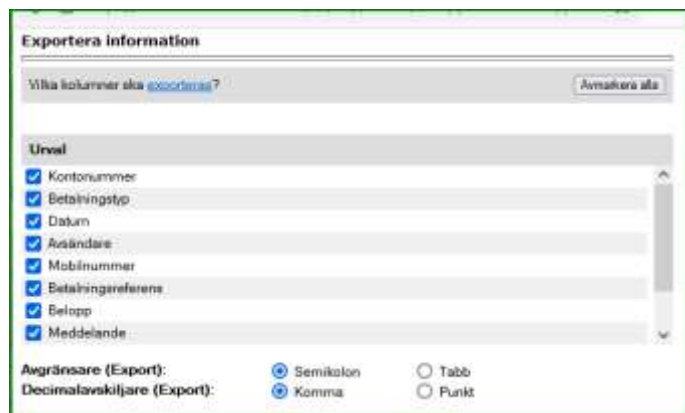 Exportera information
Vilka kolumner ska exporteras?
Avmarkera alla
Urval
Kontonummer
Betalningstyp
Datum
Avsändare
Mobilnummer
Betalningsreferens
Belopp
Meddelande
Avgränsare (Export): Semikolon Tabb
Decimalavskiljare (Export): Komma Punkt